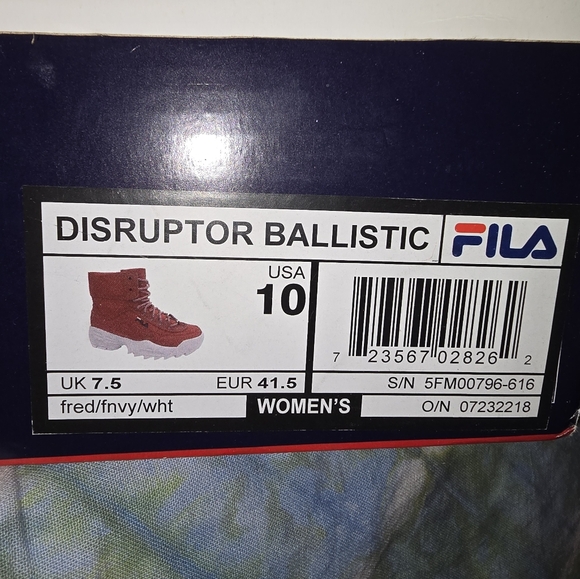 DISRUPTOR BALLISTIC
FILA
USA
10
7 23567 02826 2
UK 7.5 EUR 41.5
S/N 5FM00796-616
fred/fnvy/wht
WOMEN'S
O/N 07232218